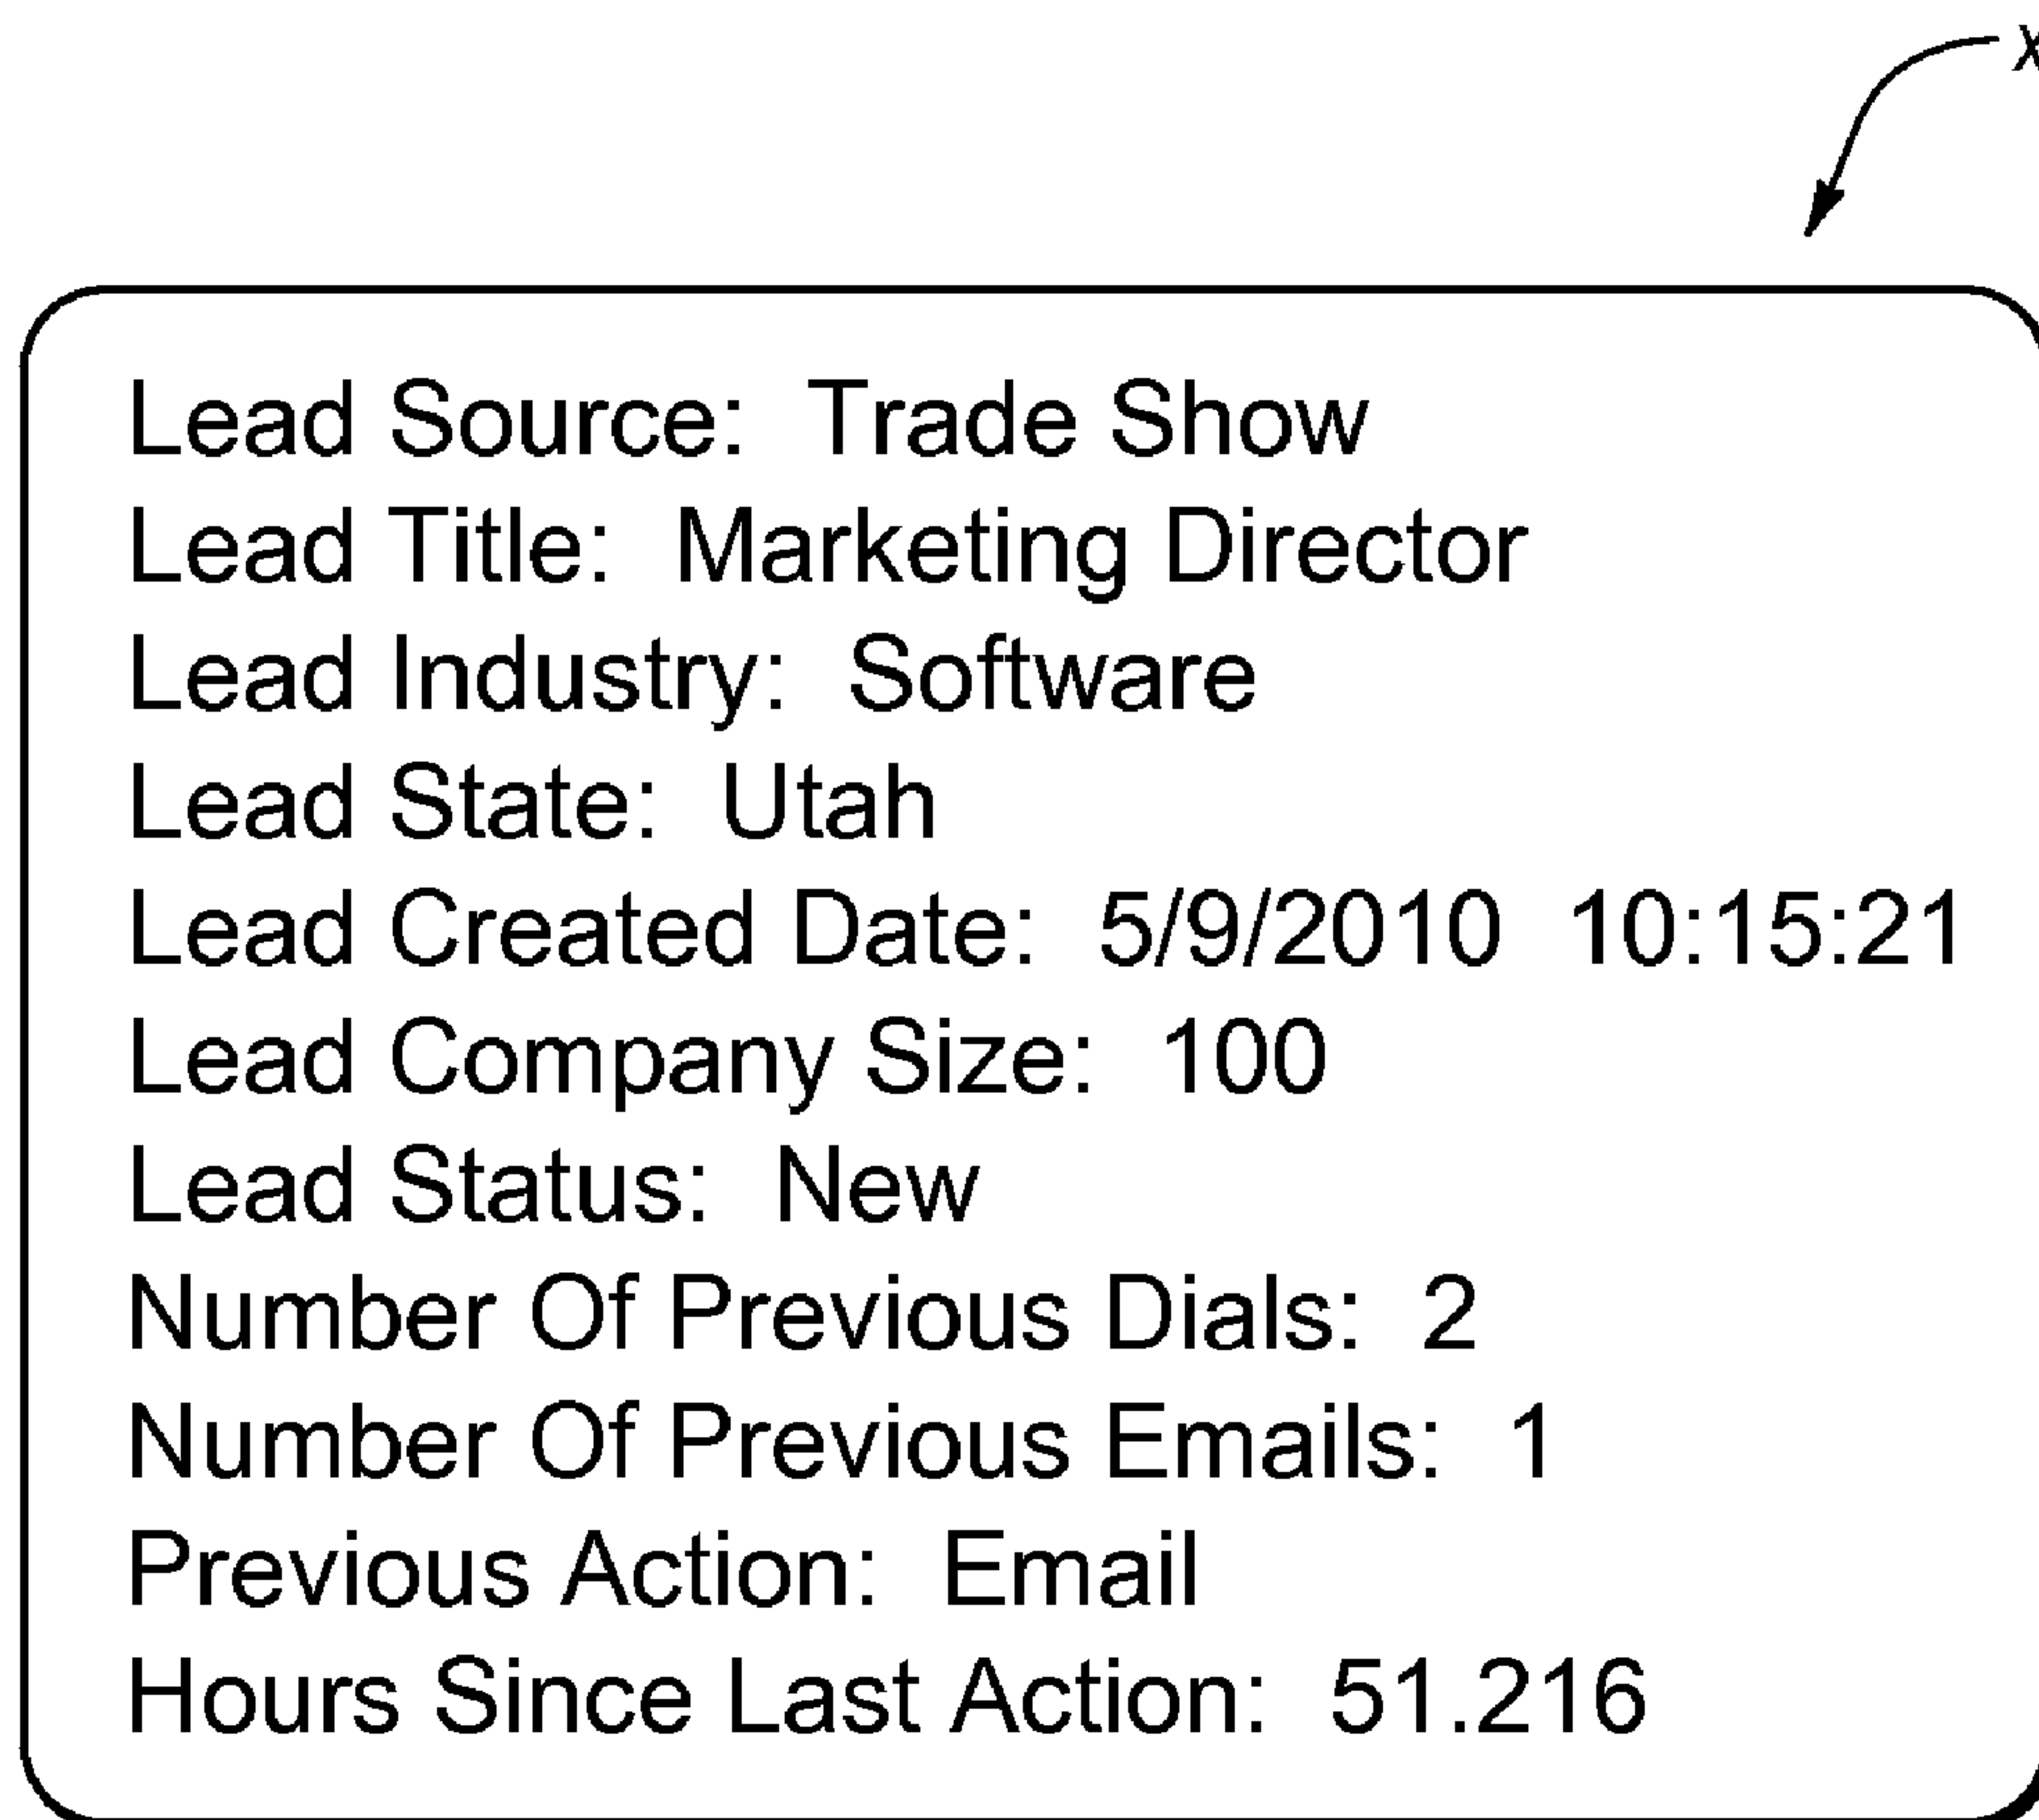 x
Lead Source: Trade Show
Lead Title: Marketing Director
Lead Industry: Software
Lead State: Utah
Lead Created Date: 5/9/2010 10:15:21
Lead Company Size: 100
Lead Status: New
Number Of Previous Dials: 2
Number Of Previous Emails: 1
Previous Action: Email
Hours Since Last Action: 51.216